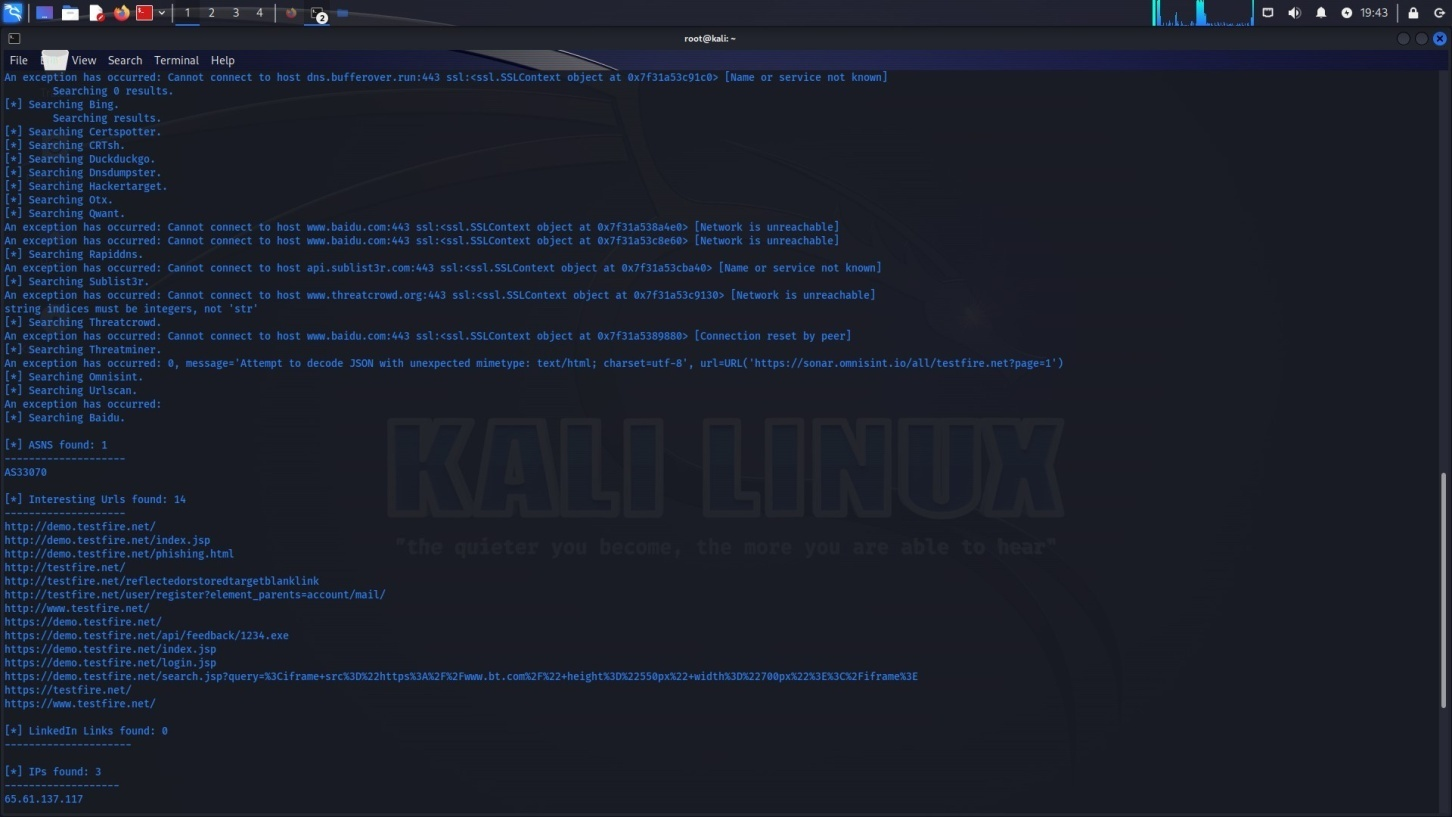 1 2 3 4 2 19:43
root@kali: ~
File View Search Terminal Help
An exception has occurred: Cannot connect to host dns.bufferover.run:443 ssl:<ssl.SSLContext object at 0x7f31a53c91c0> [Name or service not known]
Searching 0 results.
[*] Searching Bing.
Searching results.
[*] Searching Certspotter.
[*] Searching CRTsh.
[*] Searching Duckduckgo.
[*] Searching Dnsdumpster.
[*] Searching Hackertarget.
[*] Searching Otx.
[*] Searching Qwant.
An exception has occurred: Cannot connect to host www.baidu.com:443 ssl:<ssl.SSLContext object at 0x7f31a538a4e0> [Network is unreachable]
An exception has occurred: Cannot connect to host www.baidu.com:443 ssl:<ssl.SSLContext object at 0x7f31a53c8e60> [Network is unreachable]
[*] Searching Rapiddns.
An exception has occurred: Cannot connect to host api.sublist3r.com:443 ssl:<ssl.SSLContext object at 0x7f31a53cba40> [Name or service not known]
[*] Searching Sublist3r.
An exception has occurred: Cannot connect to host www.threatcrowd.org:443 ssl:<ssl.SSLContext object at 0x7f31a53c9130> [Network is unreachable]
string indices must be integers, not 'str'
[*] Searching Threatcrowd.
An exception has occurred: Cannot connect to host www.baidu.com:443 ssl:<ssl.SSLContext object at 0x7f31a5389880> [Connection reset by peer]
[*] Searching Threatminer.
An exception has occurred: 0, message='Attempt to decode JSON with unexpected mimetype: text/html; charset=utf-8', url=URL('https://sonar.omnisint.io/all/testfire.net?page=1')
[*] Searching Omnisint.
[*] Searching Urlscan.
An exception has occurred:
[*] Searching Baidu.
[*] ASNS found: 1
--------------------
AS33070
[*] Interesting Urls found: 14
--------------------
http://demo.testfire.net/
http://demo.testfire.net/index.jsp
http://demo.testfire.net/phishing.html
http://testfire.net/
http://testfire.net/reflectedorstoredtargetblanklink
http://testfire.net/user/register?element_parents=account/mail/
http://www.testfire.net/
https://demo.testfire.net/
https://demo.testfire.net/api/feedback/1234.exe
https://demo.testfire.net/index.jsp
https://demo.testfire.net/login.jsp
https://demo.testfire.net/search.jsp?query=%3Ciframe+src%3D%22https%3A%2F%2Fwww.bt.com%2F%22+height%3D%22550px%22+width%3D%22700px%22%3E%3C%2Fiframe%3E
https://testfire.net/
https://www.testfire.net/
[*] LinkedIn Links found: 0
---------------------
[*] IPs found: 3
-------------------
65.61.137.117
KALI LINUX
"the quieter you become, the more you are able to hear"